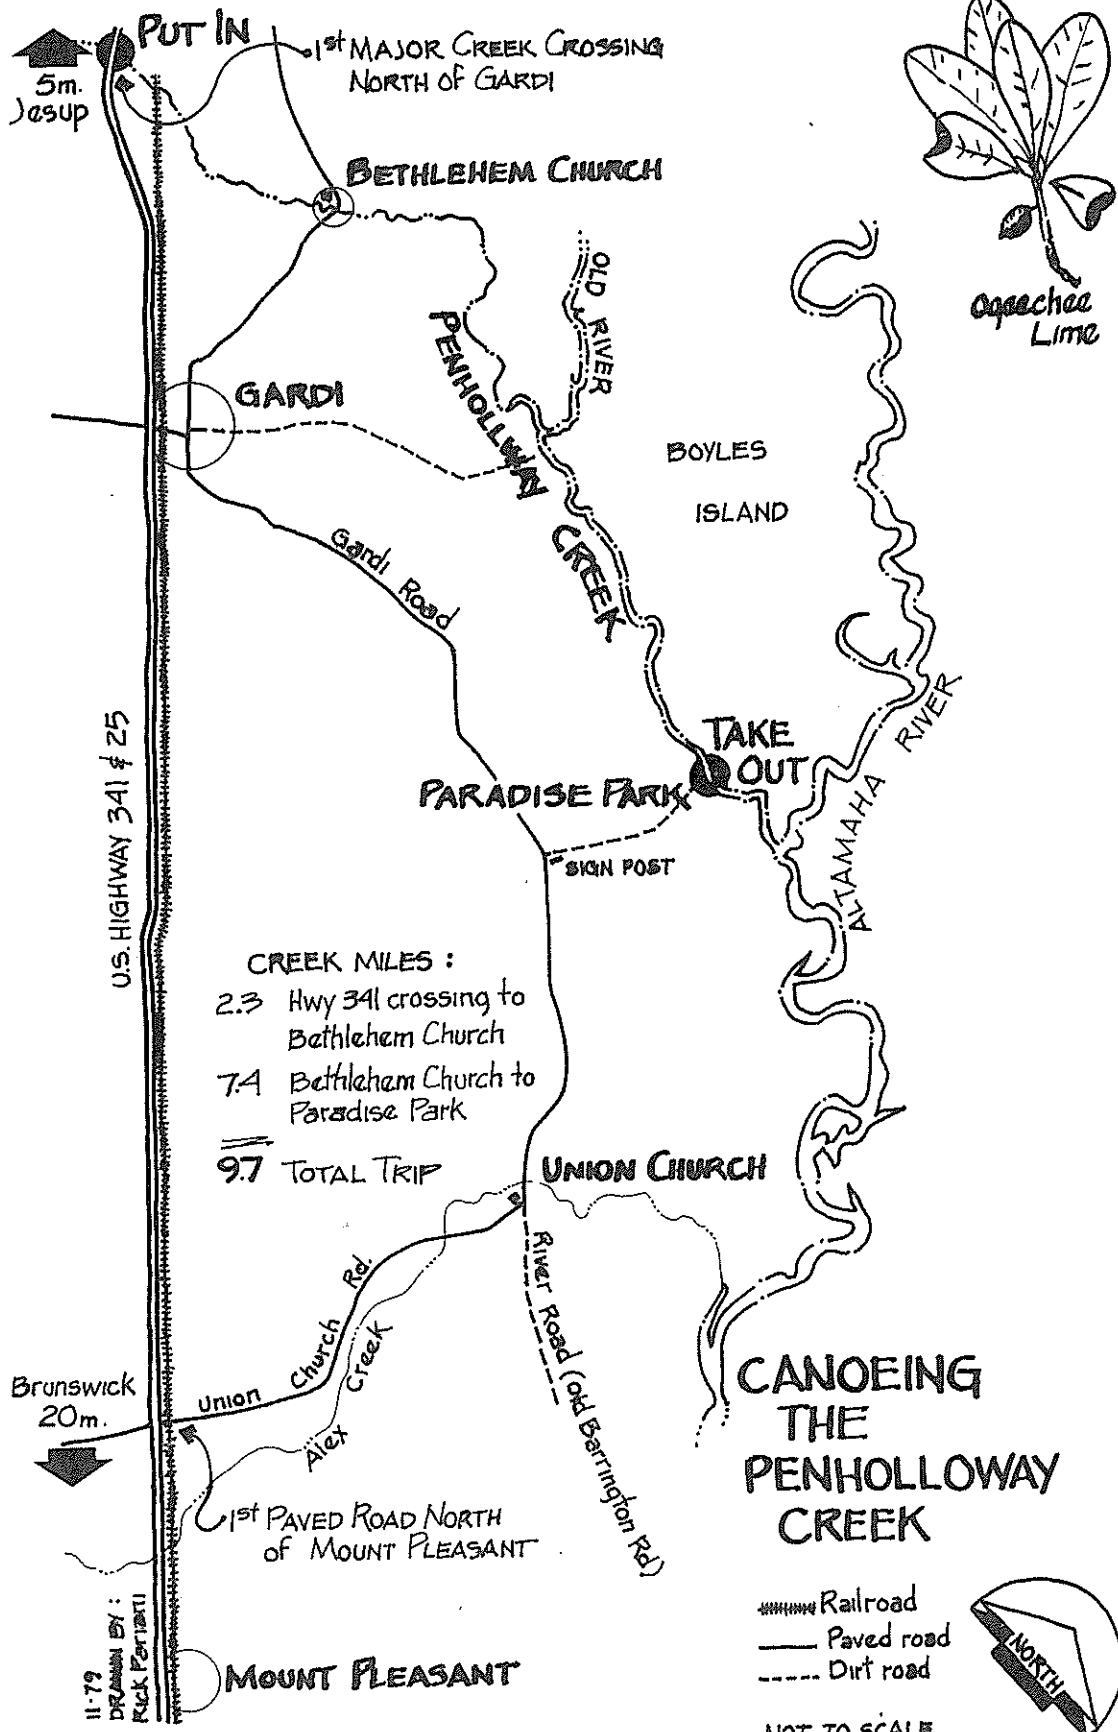 PUT IN
1st MAJOR CREEK CROSSING
NORTH OF GARDI
5m.
Jesup
BETHLEHEM CHURCH
Ogeechee
Lime
OLD RIVER
PENHOLLWAY CREEK
GARDI
BOYLES
ISLAND
Gardi Road
U.S. HIGHWAY 341 & 25
TAKE
OUT
PARADISE PARK
ALTAMAHA RIVER
SIGN POST
CREEK MILES :
2.3 Hwy 341 crossing to
Bethlehem Church
7.4 Bethlehem Church to
Paradise Park
9.7 TOTAL TRIP
UNION CHURCH
River Road (old Barrington Rd)
Union Church Rd.
Alex Creek
Brunswick
20m.
1st PAVED ROAD NORTH
of MOUNT PLEASANT
CANOEING
THE
PENHOLLOWAY
CREEK
Railroad
Paved road
Dirt road
NORTH
NOT TO SCALE
11-79
DRAWN BY :
Rick
MOUNT PLEASANT